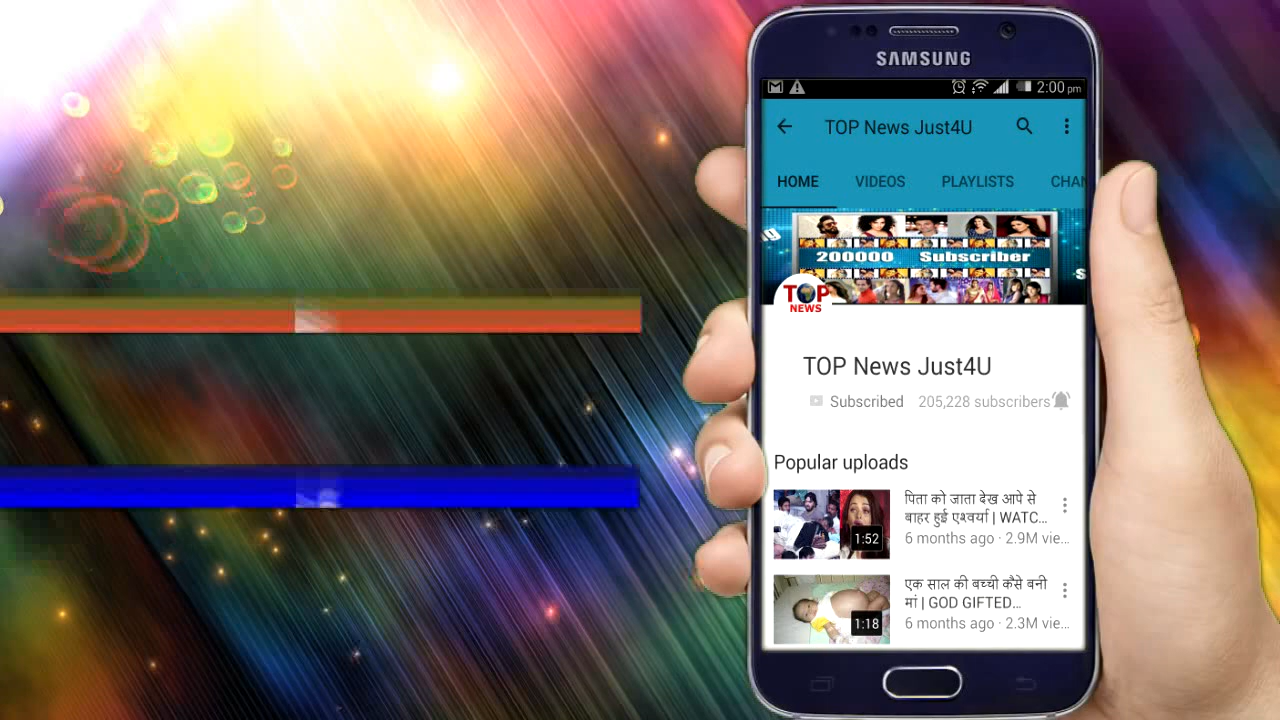 SAMSUNG
2:00 pm
TOP News Just4U
HOME VIDEOS PLAYLISTS CHAN
200000 Subscriber
TOP
NEWS
TOP News Just4U
Subscribed 205,228 subscribers
Popular uploads
पिता को जाता देख आपे से
बाहर हुई एश्वर्या | WATC...
6 months ago · 2.9M vie...
1:52
एक साल की बच्ची कैसे बनी
मां | GOD GIFTED...
6 months ago · 2.3M vie...
1:18